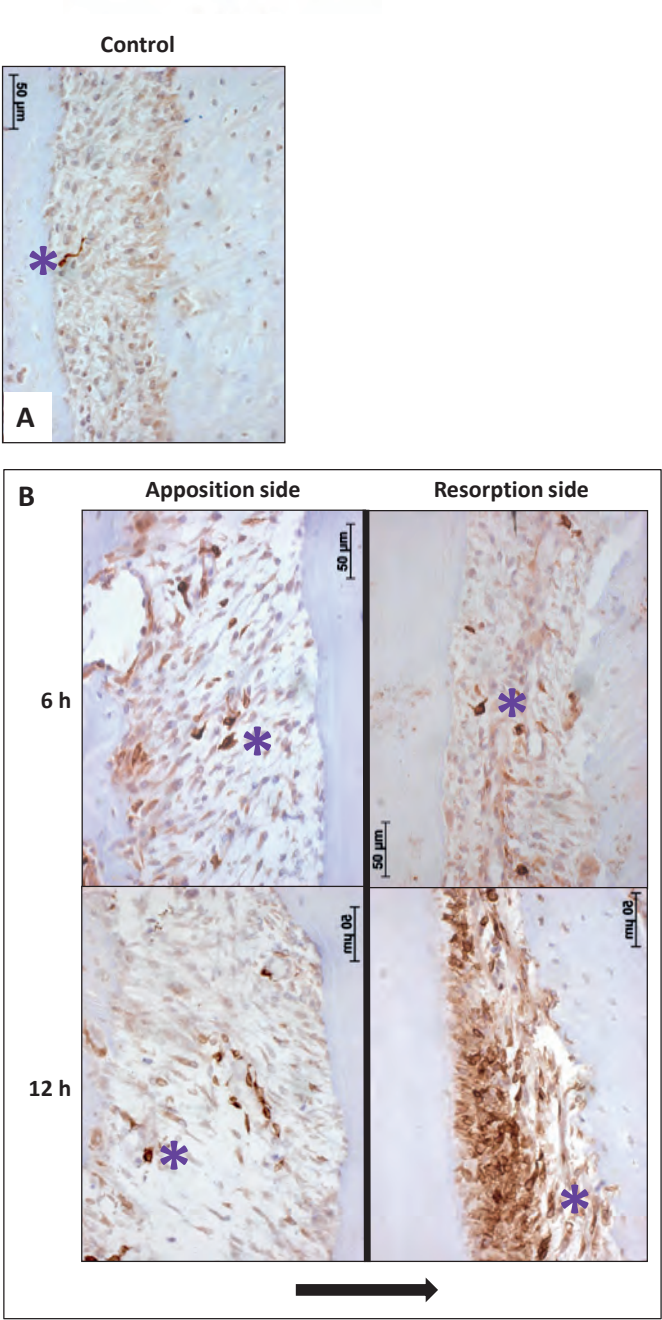 Control
50 µm
A
B
Apposition side
Resorption side
6 h
50 µm
50 µm
12 h
50 µm
50 µm